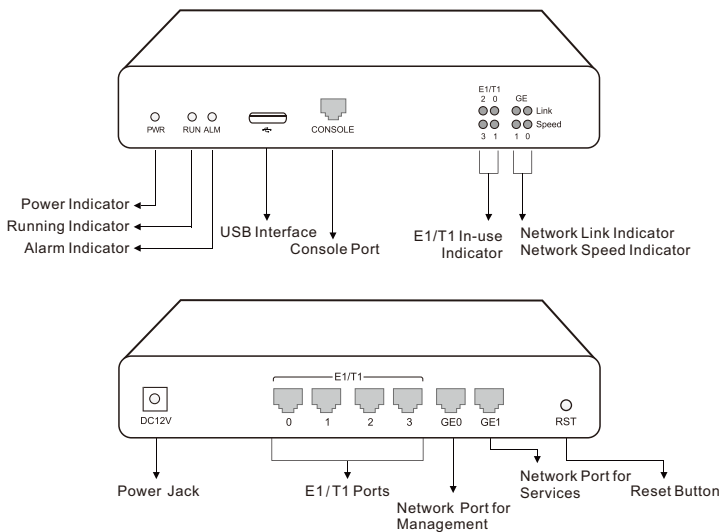 E1/T1
2 0 GE
Link
Speed
3 1 1 0
PWR RUN ALM CONSOLE
Power Indicator
Running Indicator
Alarm Indicator
USB Interface
Console Port
E1/T1 In-use
Indicator
Network Link Indicator
Network Speed Indicator
E1/T1
DC12V 0 1 2 3 GE0 GE1 RST
Power Jack
E1/T1 Ports
Network Port for
Management
Network Port for
Services
Reset Button